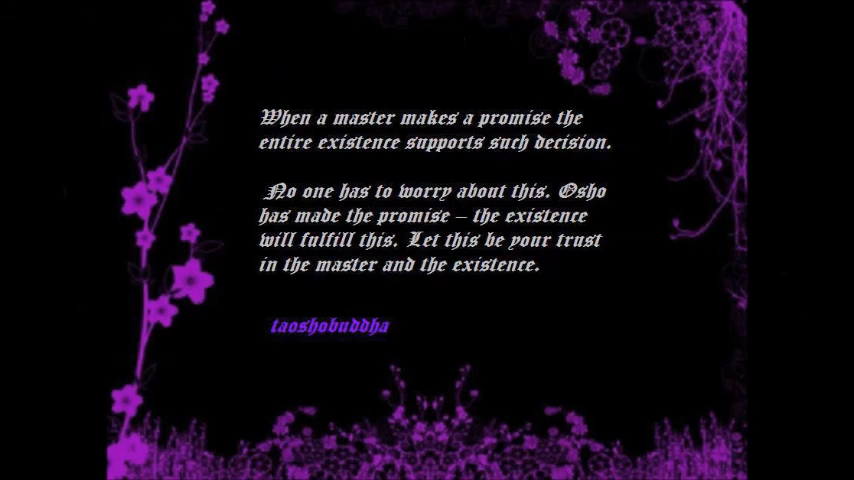 When a master makes a promise the
entire existence supports such decision.
No one has to worry about this. Osho
has made the promise – the existence
will fulfill this. Let this be your trust
in the master and the existence.
taoshobuddha